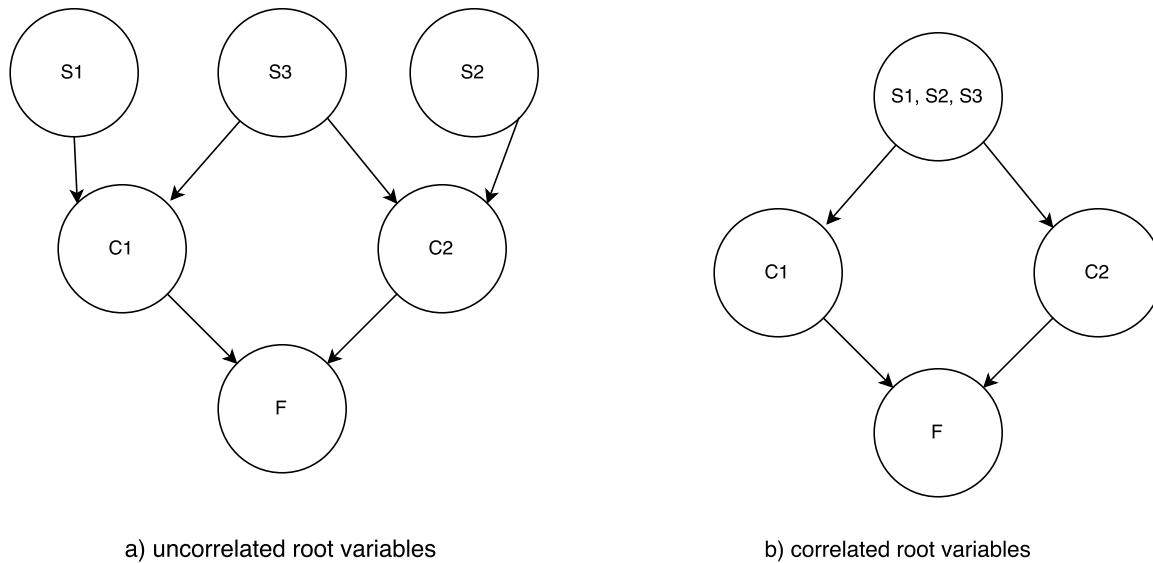 S1
S3
S2
C1
C2
F
a) uncorrelated root variables
S1, S2, S3
C1
C2
F
b) correlated root variables